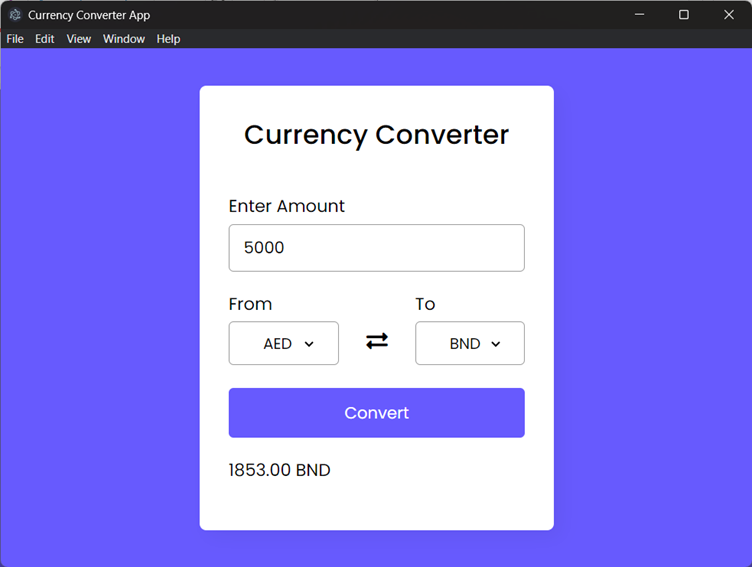 Currency Converter App
File Edit View Window Help
Currency Converter
Enter Amount
5000
From To
AED BND
Convert
1853.00 BND